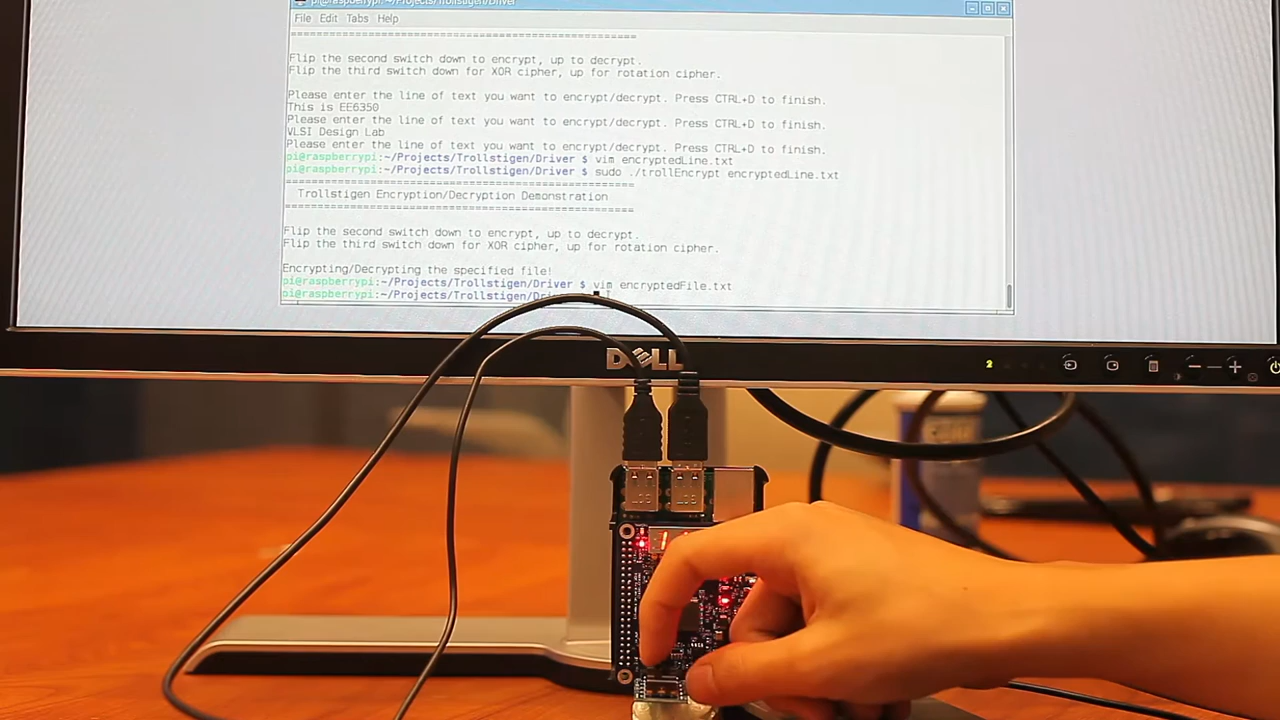 pi@raspberrypi: ~/Projects/Trollstigen/Driver
File Edit Tabs Help
Flip the second switch down to encrypt, up to decrypt.
Flip the third switch down for XOR cipher, up for rotation cipher.
Please enter the line of text you want to encrypt/decrypt. Press CTRL+D to finish.
This is EE6350
Please enter the line of text you want to encrypt/decrypt. Press CTRL+D to finish.
VLSI Design Lab
Please enter the line of text you want to encrypt/decrypt. Press CTRL+D to finish.
pi@raspberrypi:~/Projects/Trollstigen/Driver $ vim encryptedLine.txt
pi@raspberrypi:~/Projects/Trollstigen/Driver $ sudo ./trollEncrypt encryptedLine.txt
==========================================
Trollstigen Encryption/Decryption Demonstration
==========================================
Flip the second switch down to encrypt, up to decrypt.
Flip the third switch down for XOR cipher, up for rotation cipher.
Encrypting/Decrypting the specified file!
pi@raspberrypi:~/Projects/Trollstigen/Driver $ vim encryptedFile.txt
pi@raspberrypi:~/Projects/Trollstigen/Dri
DELL
2